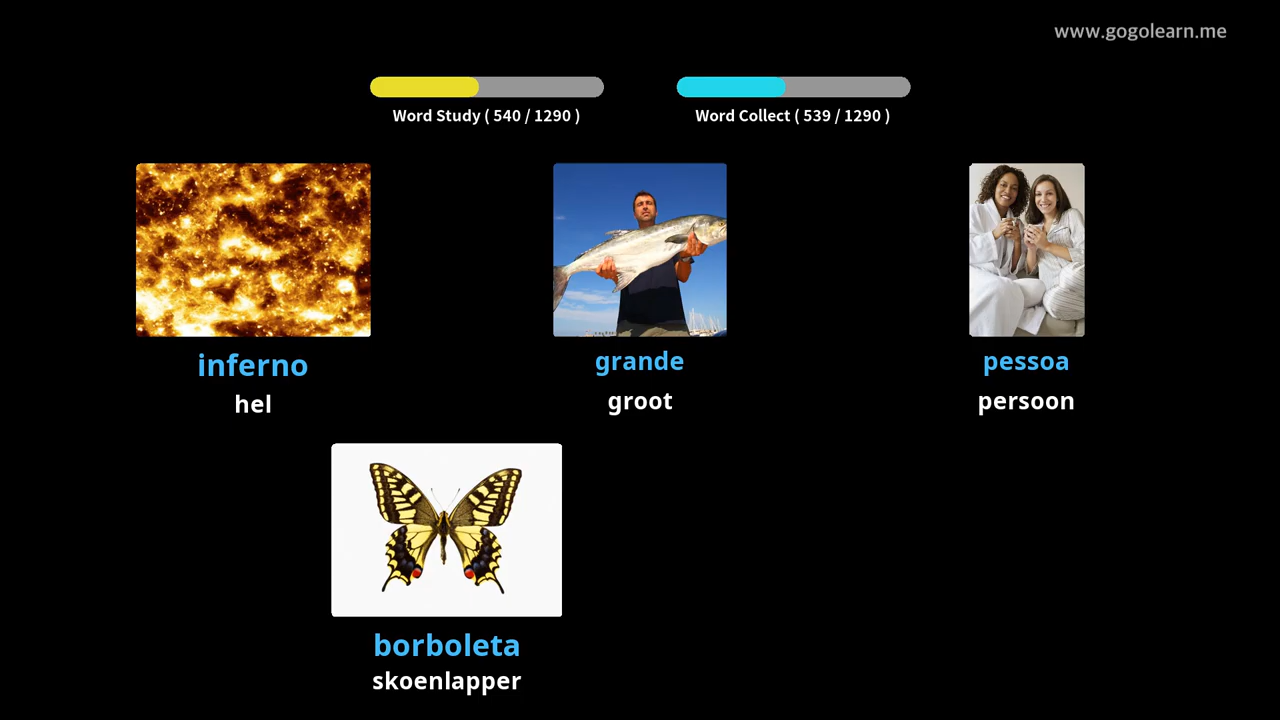 www.gogolearn.me
Word Study ( 540 / 1290 )
Word Collect ( 539 / 1290 )
inferno
hel
grande
groot
pessoa
persoon
borboleta
skoenlapper